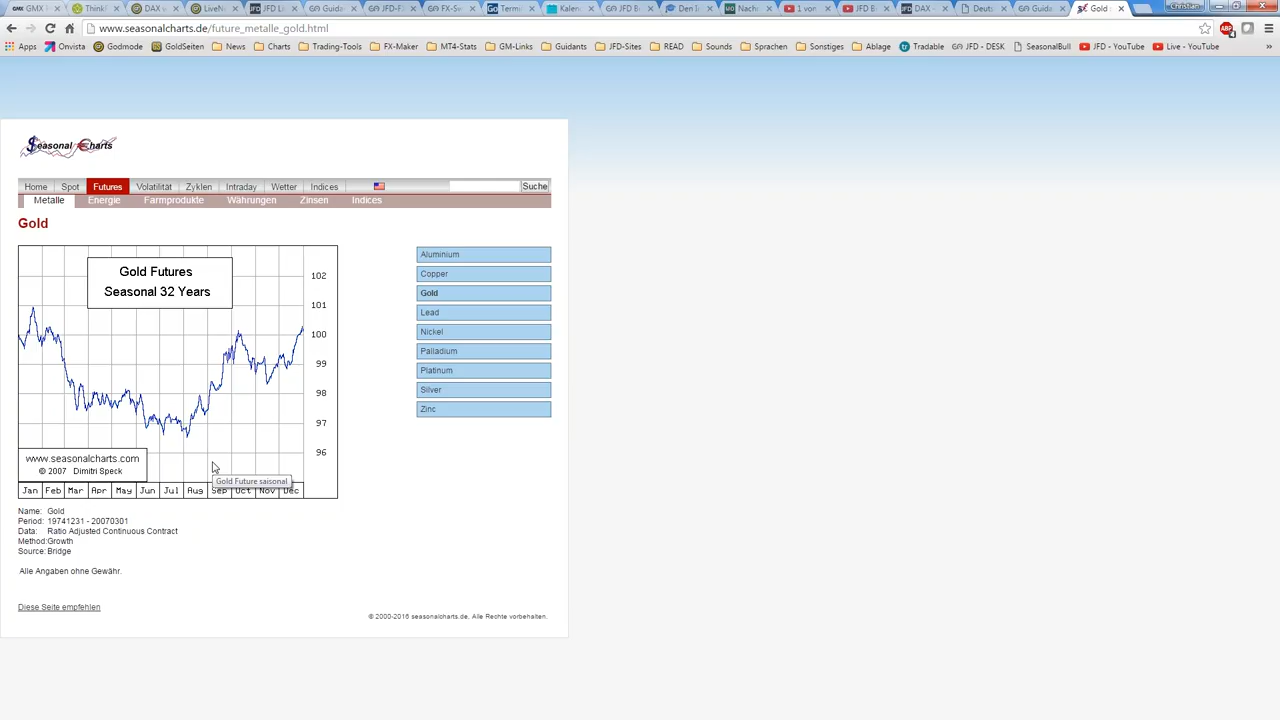 GMX
DAX
Christian
www.seasonalcharts.de/future_metalle_gold.html
Apps Onvista Godmode GoldSeiten News Charts Trading-Tools FX-Maker MT4-Stats GM-Links Guidants JFD-Sites READ Sounds Sprachen Sonstiges Ablage Tradable JFD - DESK SeasonalBull JFD - YouTube Live - YouTube »
$easonal €harts
Home Spot Futures Volatilität Zyklen Intraday Wetter Indices Suche
Metalle Energie Farmprodukte Währungen Zinsen Indices
Gold
Gold Futures
Seasonal 32 Years
102
101
100
99
98
97
96
www.seasonalcharts.com
© 2007 Dimitri Speck
Gold Future saisonal
Jan Feb Mar Apr May Jun Jul Aug Sep Oct Nov Dec
Aluminium
Copper
Gold
Lead
Nickel
Palladium
Platinum
Silver
Zinc
Name: Gold
Period: 19741231 - 20070301
Data: Ratio Adjusted Continuous Contract
Method:Growth
Source: Bridge
Alle Angaben ohne Gewähr.
Diese Seite empfehlen
© 2000-2016 seasonalcharts.de, Alle Rechte vorbehalten.